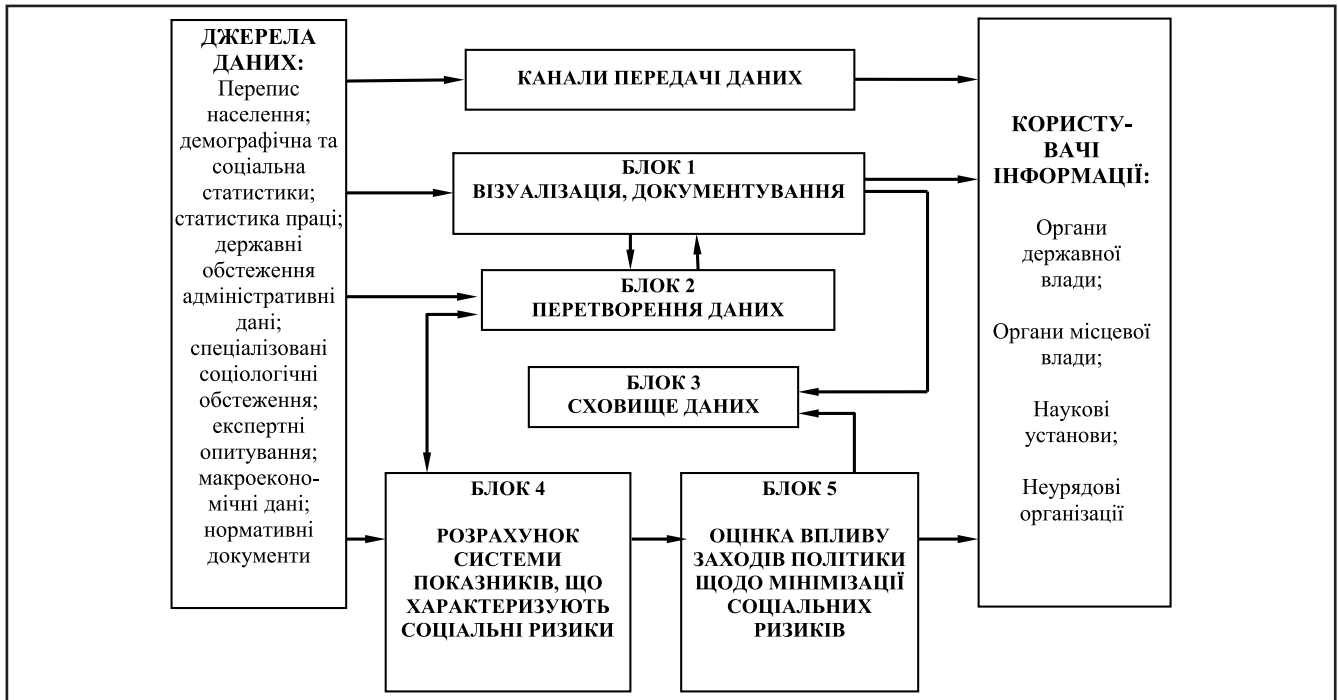 ДЖЕРЕЛА
ДАНИХ:
Перепис
населення;
демографічна та
соціальна
статистики;
статистика праці;
державні
обстеження
адміністративні
дані;
спеціалізовані
соціологічні
обстеження;
експертні
опитування;
макроеконо-
мічні дані;
нормативні
документи
КАНАЛИ ПЕРЕДАЧІ ДАНИХ
БЛОК 1
ВІЗУАЛІЗАЦІЯ, ДОКУМЕНТУВАННЯ
БЛОК 2
ПЕРЕТВОРЕННЯ ДАНИХ
БЛОК 3
СХОВИЩЕ ДАНИХ
БЛОК 4
РОЗРАХУНОК
СИСТЕМИ
ПОКАЗНИКІВ, ЩО
ХАРАКТЕРИЗУЮТЬ
СОЦІАЛЬНІ РИЗИКИ
БЛОК 5
ОЦІНКА ВПЛИВУ
ЗАХОДІВ ПОЛІТИКИ
ЩОДО МІНІМІЗАЦІЇ
СОЦІАЛЬНИХ
РИЗИКІВ
КОРИСТУ-
ВАЧІ
ІНФОРМАЦІЇ:
Органи
державної
влади;
Органи місцевої
влади;
Наукові
установи;
Неурядові
організації